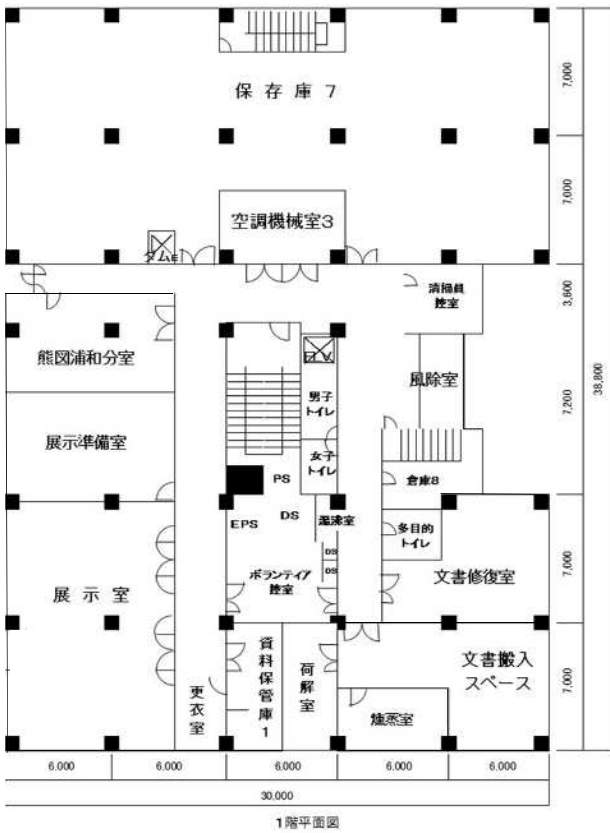 7,000
保存庫7
7,000
空調機械室3
ダムE
清掃員
控室
3,600
熊図浦和分室
E V
風除室
38,800
男子
トイレ
7,200
展示準備室
女子
トイレ
PS
倉庫8
DS
EPS
湯沸室
多目的
トイレ
DS
DS
ボランティア
控室
文書修復室
7,000
展示室
資料保管庫1
荷解室
文書搬入
スペース
更衣室
燻蒸室
7,000
6,000
6,000
6,000
6,000
6,000
30,000
1階平面図